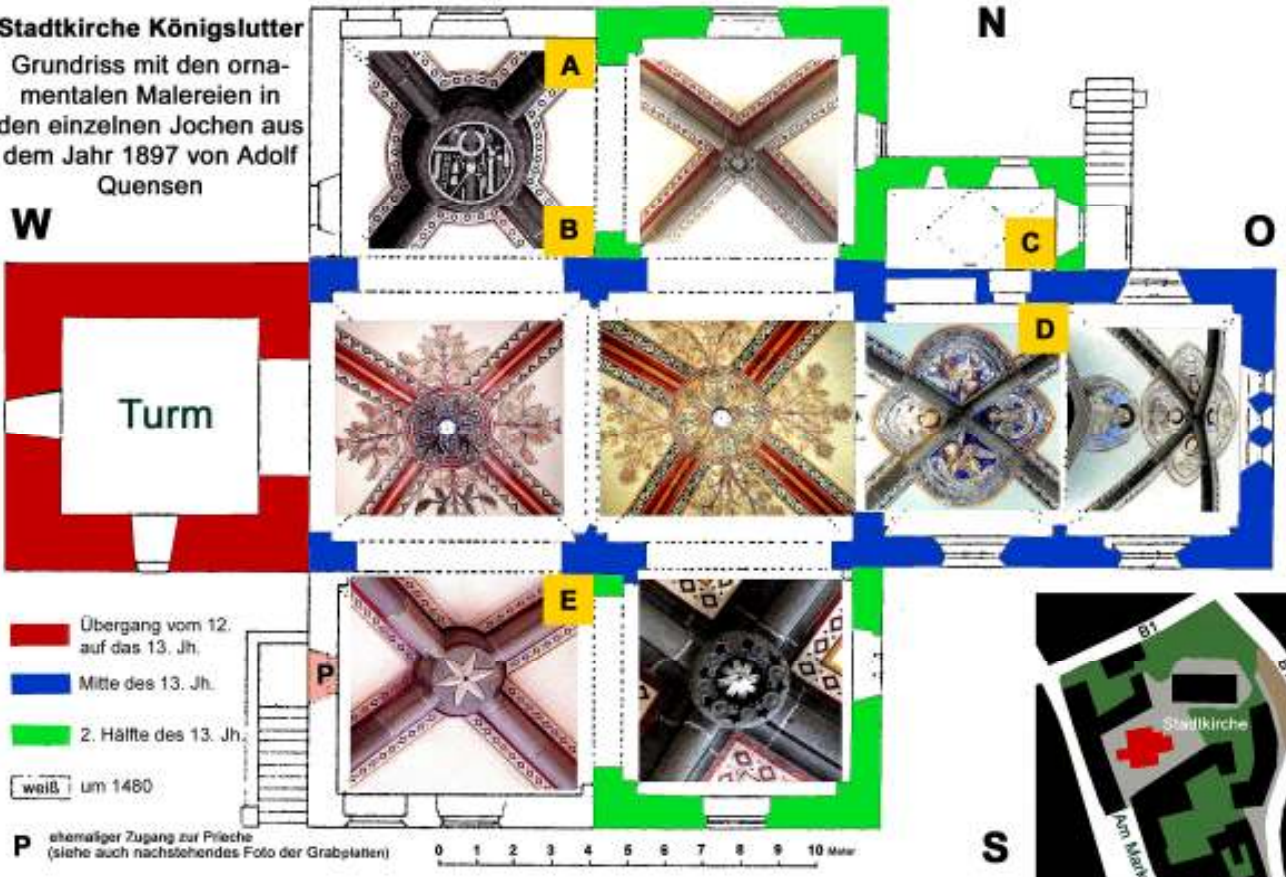 Stadtkirche Königslutter
Grundriss mit den orna-
mentalen Malereien in
den einzelnen Jochen aus
dem Jahr 1897 von Adolf
Quensen
N
W
O
S
A
B
C
D
E
Turm
P
Übergang vom 12.
auf das 13. Jh.
Mitte des 13. Jh.
2. Hälfte des 13. Jh.
weiß um 1480
P ehemaliger Zugang zur Prieche
(siehe auch nachstehendes Foto der Grabplatten)
0 1 2 3 4 5 6 7 8 9 10 Meter
B1
Stadtkirche
Am Mark